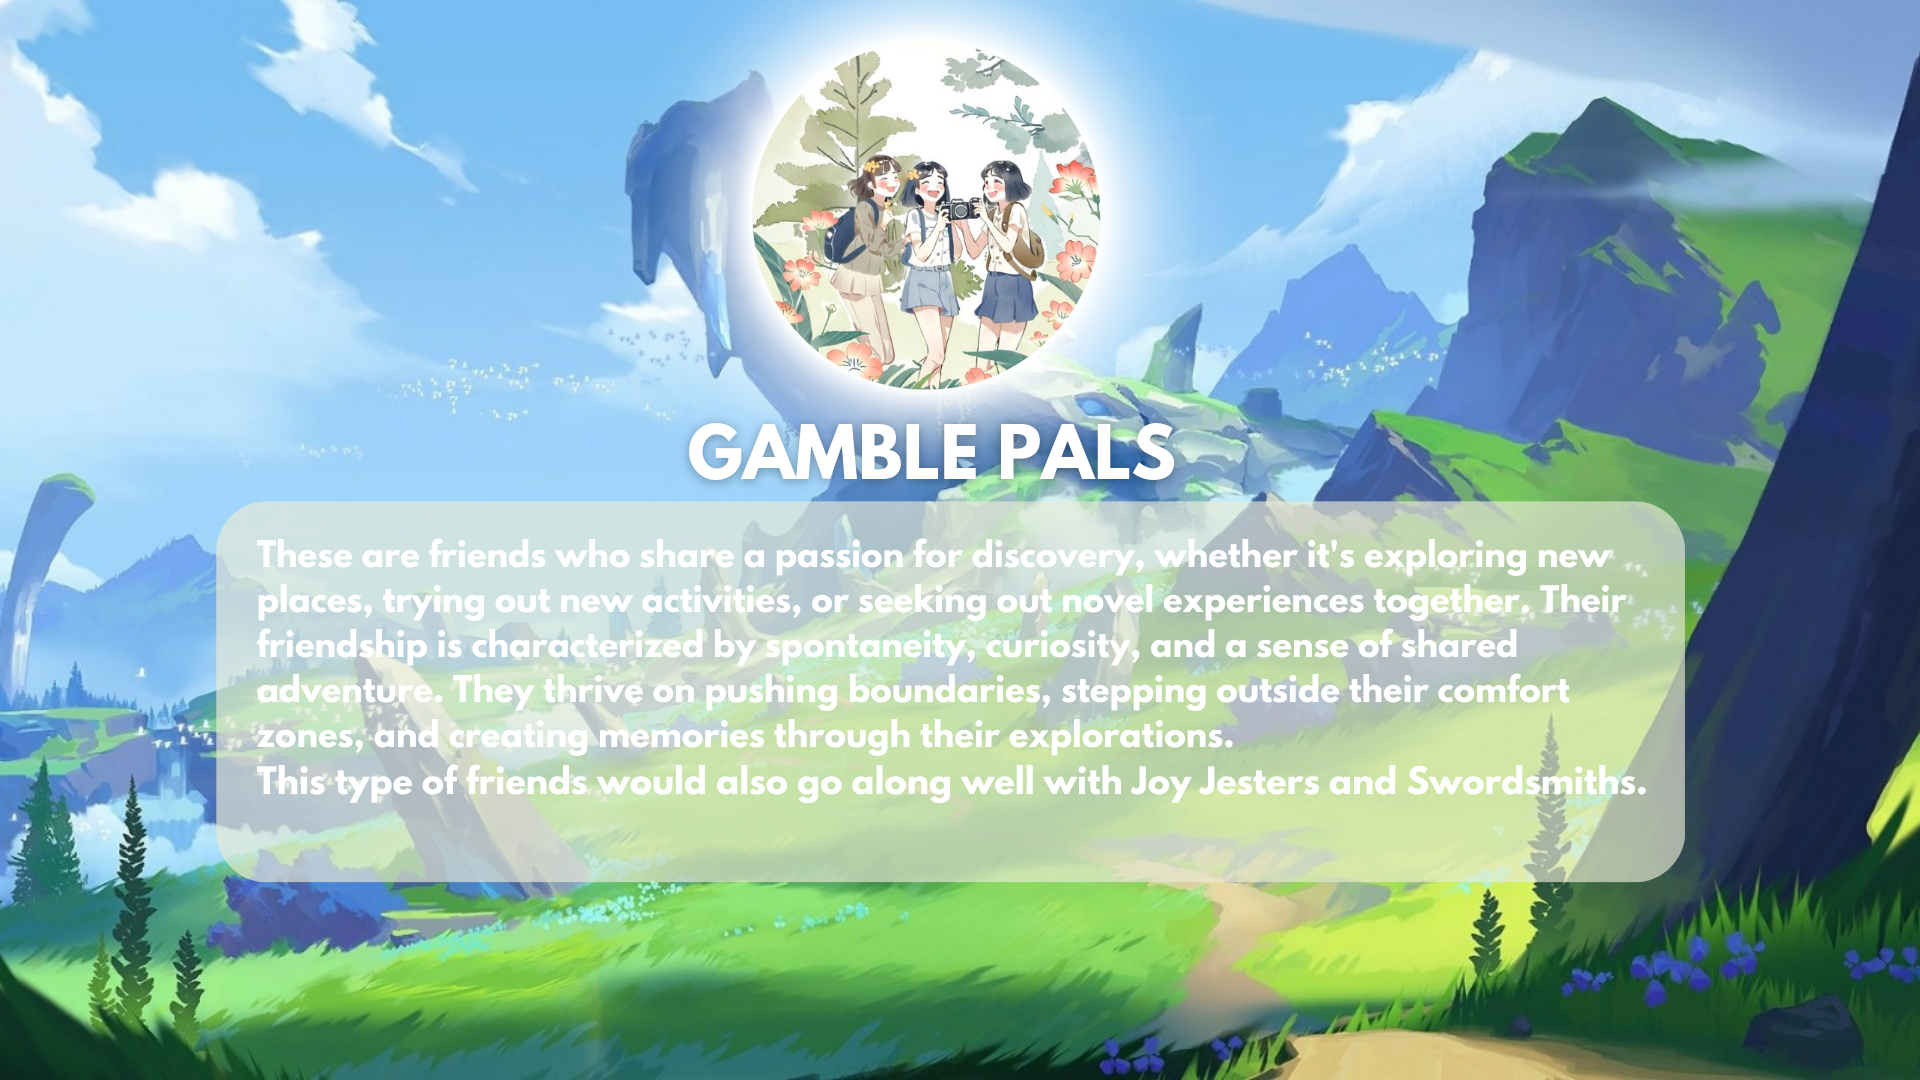 GAMBLE PALS
These are friends who share a passion for discovery, whether it's exploring new
places, trying out new activities, or seeking out novel experiences together. Their
friendship is characterized by spontaneity, curiosity, and a sense of shared
adventure. They thrive on pushing boundaries, stepping outside their comfort
zones, and creating memories through their explorations.
This type of friends would also go along well with Joy Jesters and Swordsmiths.